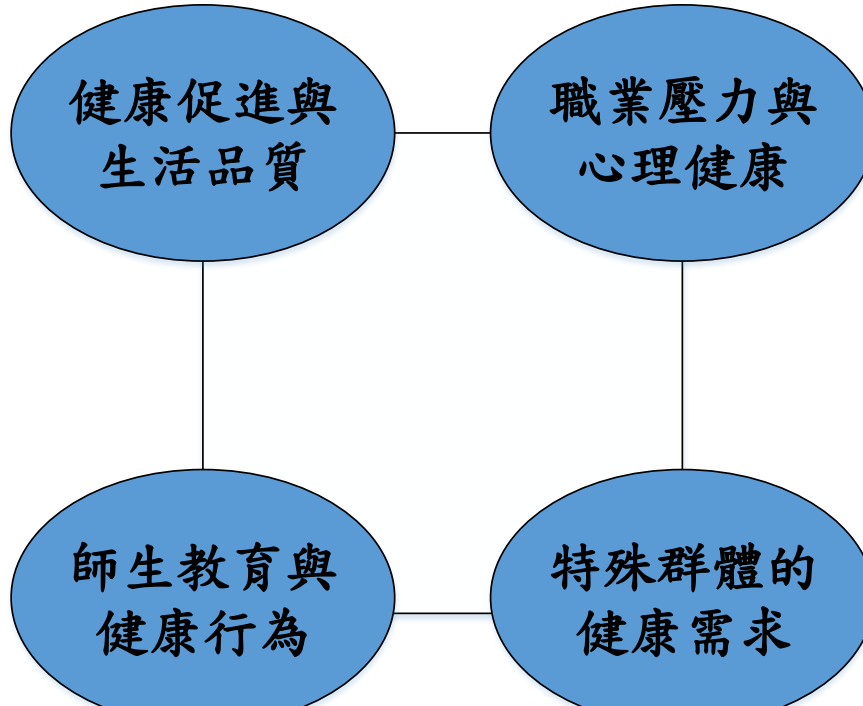 健康促進與
生活品質
職業壓力與
心理健康
師生教育與
健康行為
特殊群體的
健康需求